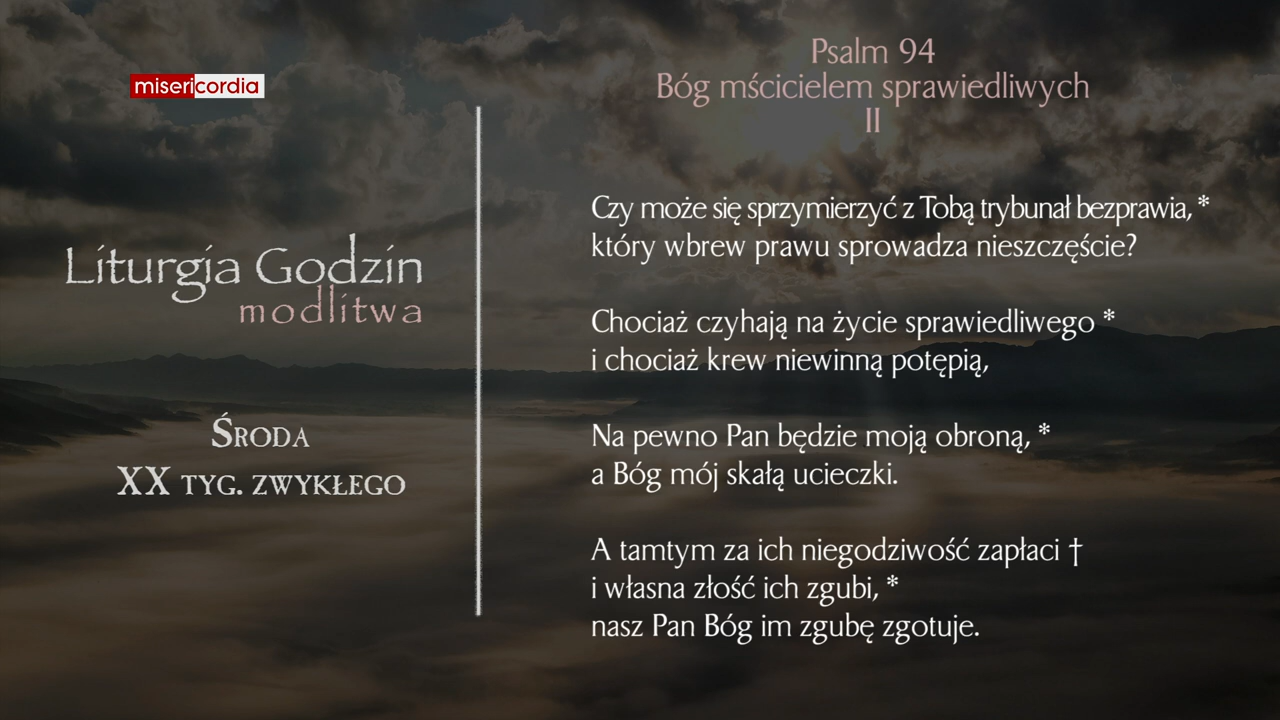 misericordia
Liturgia Godzin
modlitwa
Środa
XX tyg. zwykłego
Psalm 94
Bóg mścicielem sprawiedliwych
II
Czy może się sprzymierzyć z Tobą trybunał bezprawia, *
który wbrew prawu sprowadza nieszczęście?
Chociaż czyhają na życie sprawiedliwego *
i chociaż krew niewinną potępią,
Na pewno Pan będzie moją obroną, *
a Bóg mój skałą ucieczki.
A tamtym za ich niegodziwość zapłaci †
i własna złość ich zgubi, *
nasz Pan Bóg im zgubę zgotuje.